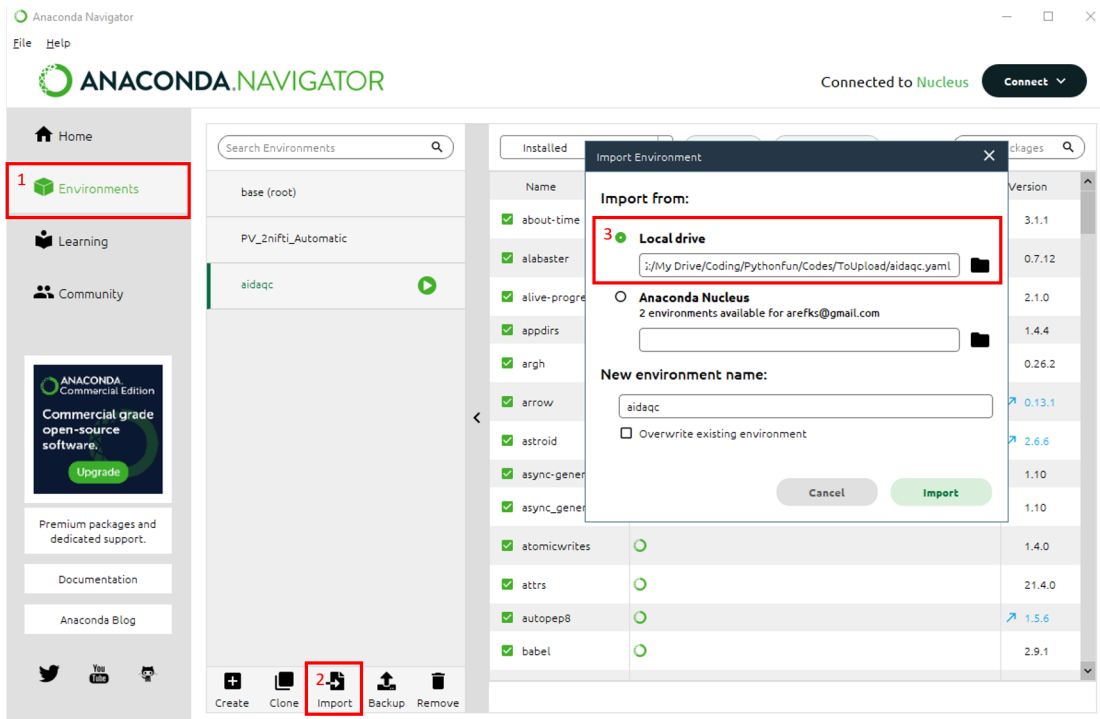 Anaconda Navigator
File Help
ANACONDA.NAVIGATOR
Connected to Nucleus
Connect
Home
1
Environments
Learning
Community
ANACONDA.
Commercial Edition
Commercial grade
open-source
software.
Upgrade
Premium packages and
dedicated support.
Documentation
Anaconda Blog
You
Tube
Search Environments
base (root)
PV_2nifti_Automatic
aidaqc
Create
Clone
2
Import
Backup
Remove
Installed
ckages
Name
Version
about-time 3.1.1
alabaster 0.7.12
alive-progre 2.1.0
appdirs 1.4.4
argh 0.26.2
arrow 0.13.1
astroid 2.6.6
async-gener 1.10
async_gener 1.10
atomicwrites 1.4.0
attrs 21.4.0
autopep8 1.5.6
babel 2.9.1
Import Environment
Import from:
3
Local drive
:/My Drive/Coding/Pythonfun/Codes/ToUpload/aidaqc.yaml
Anaconda Nucleus
2 environments available for arefks@gmail.com
New environment name:
aidaqc
Overwrite existing environment
Cancel
Import